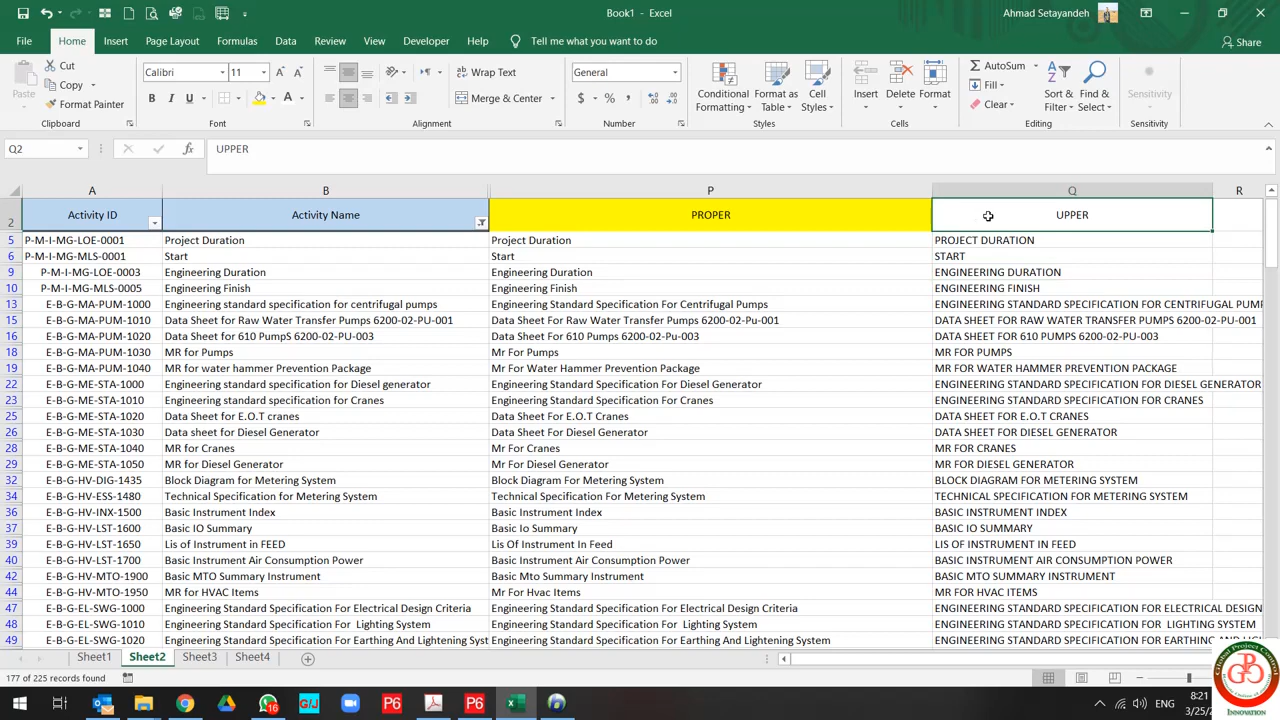 Book1 - Excel
Ahmad Setayandeh
File Home Insert Page Layout Formulas Data Review View Developer Help Tell me what you want to do Share
Paste Cut Copy Format Painter Clipboard
Calibri 11 B I U A Font
Wrap Text Merge & Center Alignment
General $ % , Number
Conditional Formatting Format as Table Cell Styles Styles
Insert Delete Format Cells
AutoSum Fill Clear Sort & Filter Find & Select Editing
Sensitivity Sensitivity
Q2 fx UPPER
A B P Q R
2 Activity ID Activity Name PROPER UPPER
5 P-M-I-MG-LOE-0001 Project Duration Project Duration PROJECT DURATION
6 P-M-I-MG-MLS-0001 Start Start START
9 P-M-I-MG-LOE-0003 Engineering Duration Engineering Duration ENGINEERING DURATION
10 P-M-I-MG-MLS-0005 Engineering Finish Engineering Finish ENGINEERING FINISH
13 E-B-G-MA-PUM-1000 Engineering standard specification for centrifugal pumps Engineering Standard Specification For Centrifugal Pumps ENGINEERING STANDARD SPECIFICATION FOR CENTRIFUGAL PUMP
15 E-B-G-MA-PUM-1010 Data Sheet for Raw Water Transfer Pumps 6200-02-PU-001 Data Sheet For Raw Water Transfer Pumps 6200-02-PU-001 DATA SHEET FOR RAW WATER TRANSFER PUMPS 6200-02-PU-001
16 E-B-G-MA-PUM-1020 Data Sheet for 610 PumpS 6200-02-PU-003 Data Sheet For 610 Pumps 6200-02-PU-003 DATA SHEET FOR 610 PUMPS 6200-02-PU-003
18 E-B-G-MA-PUM-1030 MR for Pumps Mr For Pumps MR FOR PUMPS
19 E-B-G-MA-PUM-1040 MR for water hammer Prevention Package Mr For Water Hammer Prevention Package MR FOR WATER HAMMER PREVENTION PACKAGE
22 E-B-G-ME-STA-1000 Engineering standard specification for Diesel generator Engineering Standard Specification For Diesel Generator ENGINEERING STANDARD SPECIFICATION FOR DIESEL GENERATOR
23 E-B-G-ME-STA-1010 Engineering standard specification for Cranes Engineering Standard Specification For Cranes ENGINEERING STANDARD SPECIFICATION FOR CRANES
25 E-B-G-ME-STA-1020 Data Sheet for E.O.T cranes Data Sheet For E.O.T Cranes DATA SHEET FOR E.O.T CRANES
26 E-B-G-ME-STA-1030 Data sheet for Diesel Generator Data Sheet For Diesel Generator DATA SHEET FOR DIESEL GENERATOR
28 E-B-G-ME-STA-1040 MR for Cranes Mr For Cranes MR FOR CRANES
29 E-B-G-ME-STA-1050 MR for Diesel Generator Mr For Diesel Generator MR FOR DIESEL GENERATOR
32 E-B-G-HV-DIG-1435 Block Diagram for Metering System Block Diagram For Metering System BLOCK DIAGRAM FOR METERING SYSTEM
34 E-B-G-HV-ESS-1480 Technical Specification for Metering System Technical Specification For Metering System TECHNICAL SPECIFICATION FOR METERING SYSTEM
36 E-B-G-HV-INX-1500 Basic Instrument Index Basic Instrument Index BASIC INSTRUMENT INDEX
37 E-B-G-HV-LST-1600 Basic IO Summary Basic Io Summary BASIC IO SUMMARY
39 E-B-G-HV-LST-1650 Lis of Instrument in FEED Lis Of Instrument In Feed LIS OF INSTRUMENT IN FEED
40 E-B-G-HV-LST-1700 Basic Instrument Air Consumption Power Basic Instrument Air Consumption Power BASIC INSTRUMENT AIR CONSUMPTION POWER
42 E-B-G-HV-MTO-1900 Basic MTO Summary Instrument Basic Mto Summary Instrument BASIC MTO SUMMARY INSTRUMENT
44 E-B-G-HV-MTO-1950 MR for HVAC Items Mr For Hvac Items MR FOR HVAC ITEMS
47 E-B-G-EL-SWG-1000 Engineering Standard Specification For Electrical Design Criteria Engineering Standard Specification For Electrical Design Criteria ENGINEERING STANDARD SPECIFICATION FOR ELECTRICAL DESIGN
48 E-B-G-EL-SWG-1010 Engineering Standard Specification For Lighting System Engineering Standard Specification For Lighting System ENGINEERING STANDARD SPECIFICATION FOR LIGHTING SYSTEM
49 E-B-G-EL-SWG-1020 Engineering Standard Specification For Earthing And Lightening Syst Engineering Standard Specification For Earthing And Lightening System ENGINEERING STANDARD SPECIFICATION FOR EARTHING AND
Sheet1 Sheet2 Sheet3 Sheet4
177 of 225 records found
16 G/J P6 P6 ENG 8:21
3/25/
Global Project Control
INNOVATION